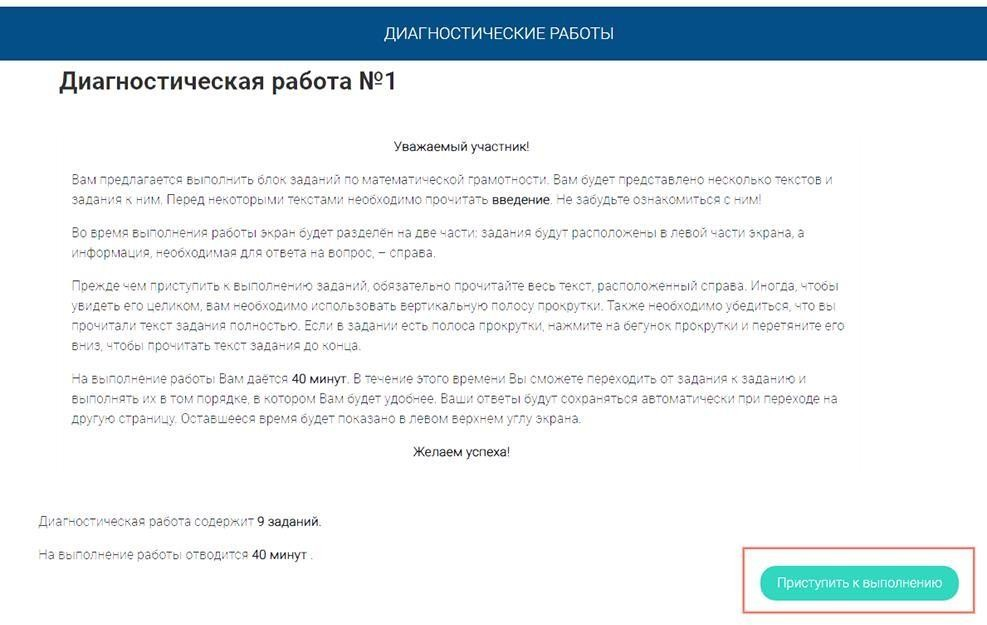 ДИАГНОСТИЧЕСКИЕ РАБОТЫ
Диагностическая работа №1
Уважаемый участник!
Вам предлагается выполнить блок заданий по математической грамотности. Вам будет представлено несколько текстов и
задания к ним. Перед некоторыми текстами необходимо прочитать введение. Не забудьте ознакомиться с ним!
Во время выполнения работы экран будет разделён на две части: задания будут расположены в левой части экрана, а
информация, необходимая для ответа на вопрос, – справа.
Прежде чем приступить к выполнению заданий, обязательно прочитайте весь текст, расположенный справа. Иногда, чтобы
увидеть его целиком, вам необходимо использовать вертикальную полосу прокрутки. Также необходимо убедиться, что вы
прочитали текст задания полностью. Если в задании есть полоса прокрутки, нажмите на бегунок прокрутки и перетяните его
вниз, чтобы прочитать текст задания до конца.
На выполнение работы Вам даётся 40 минут. В течение этого времени Вы сможете переходить от задания к заданию и
выполнять их в том порядке, в котором Вам будет удобнее. Ваши ответы будут сохраняться автоматически при переходе на
другую страницу. Оставшееся время будет показано в левом верхнем углу экрана.
Желаем успеха!
Диагностическая работа содержит 9 заданий.
На выполнение работы отводится 40 минут .
Приступить к выполнению